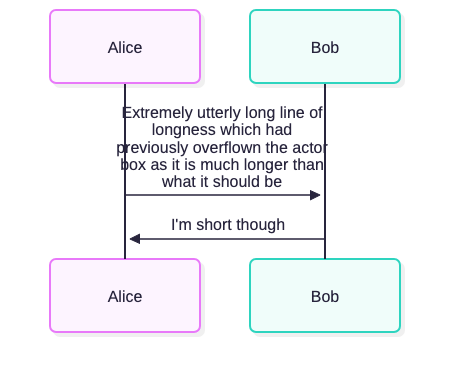 Alice
Bob
Extremely utterly long line of
longness which had
previously overflown the actor
box as it is much longer than
what it should be
I'm short though
Alice
Bob